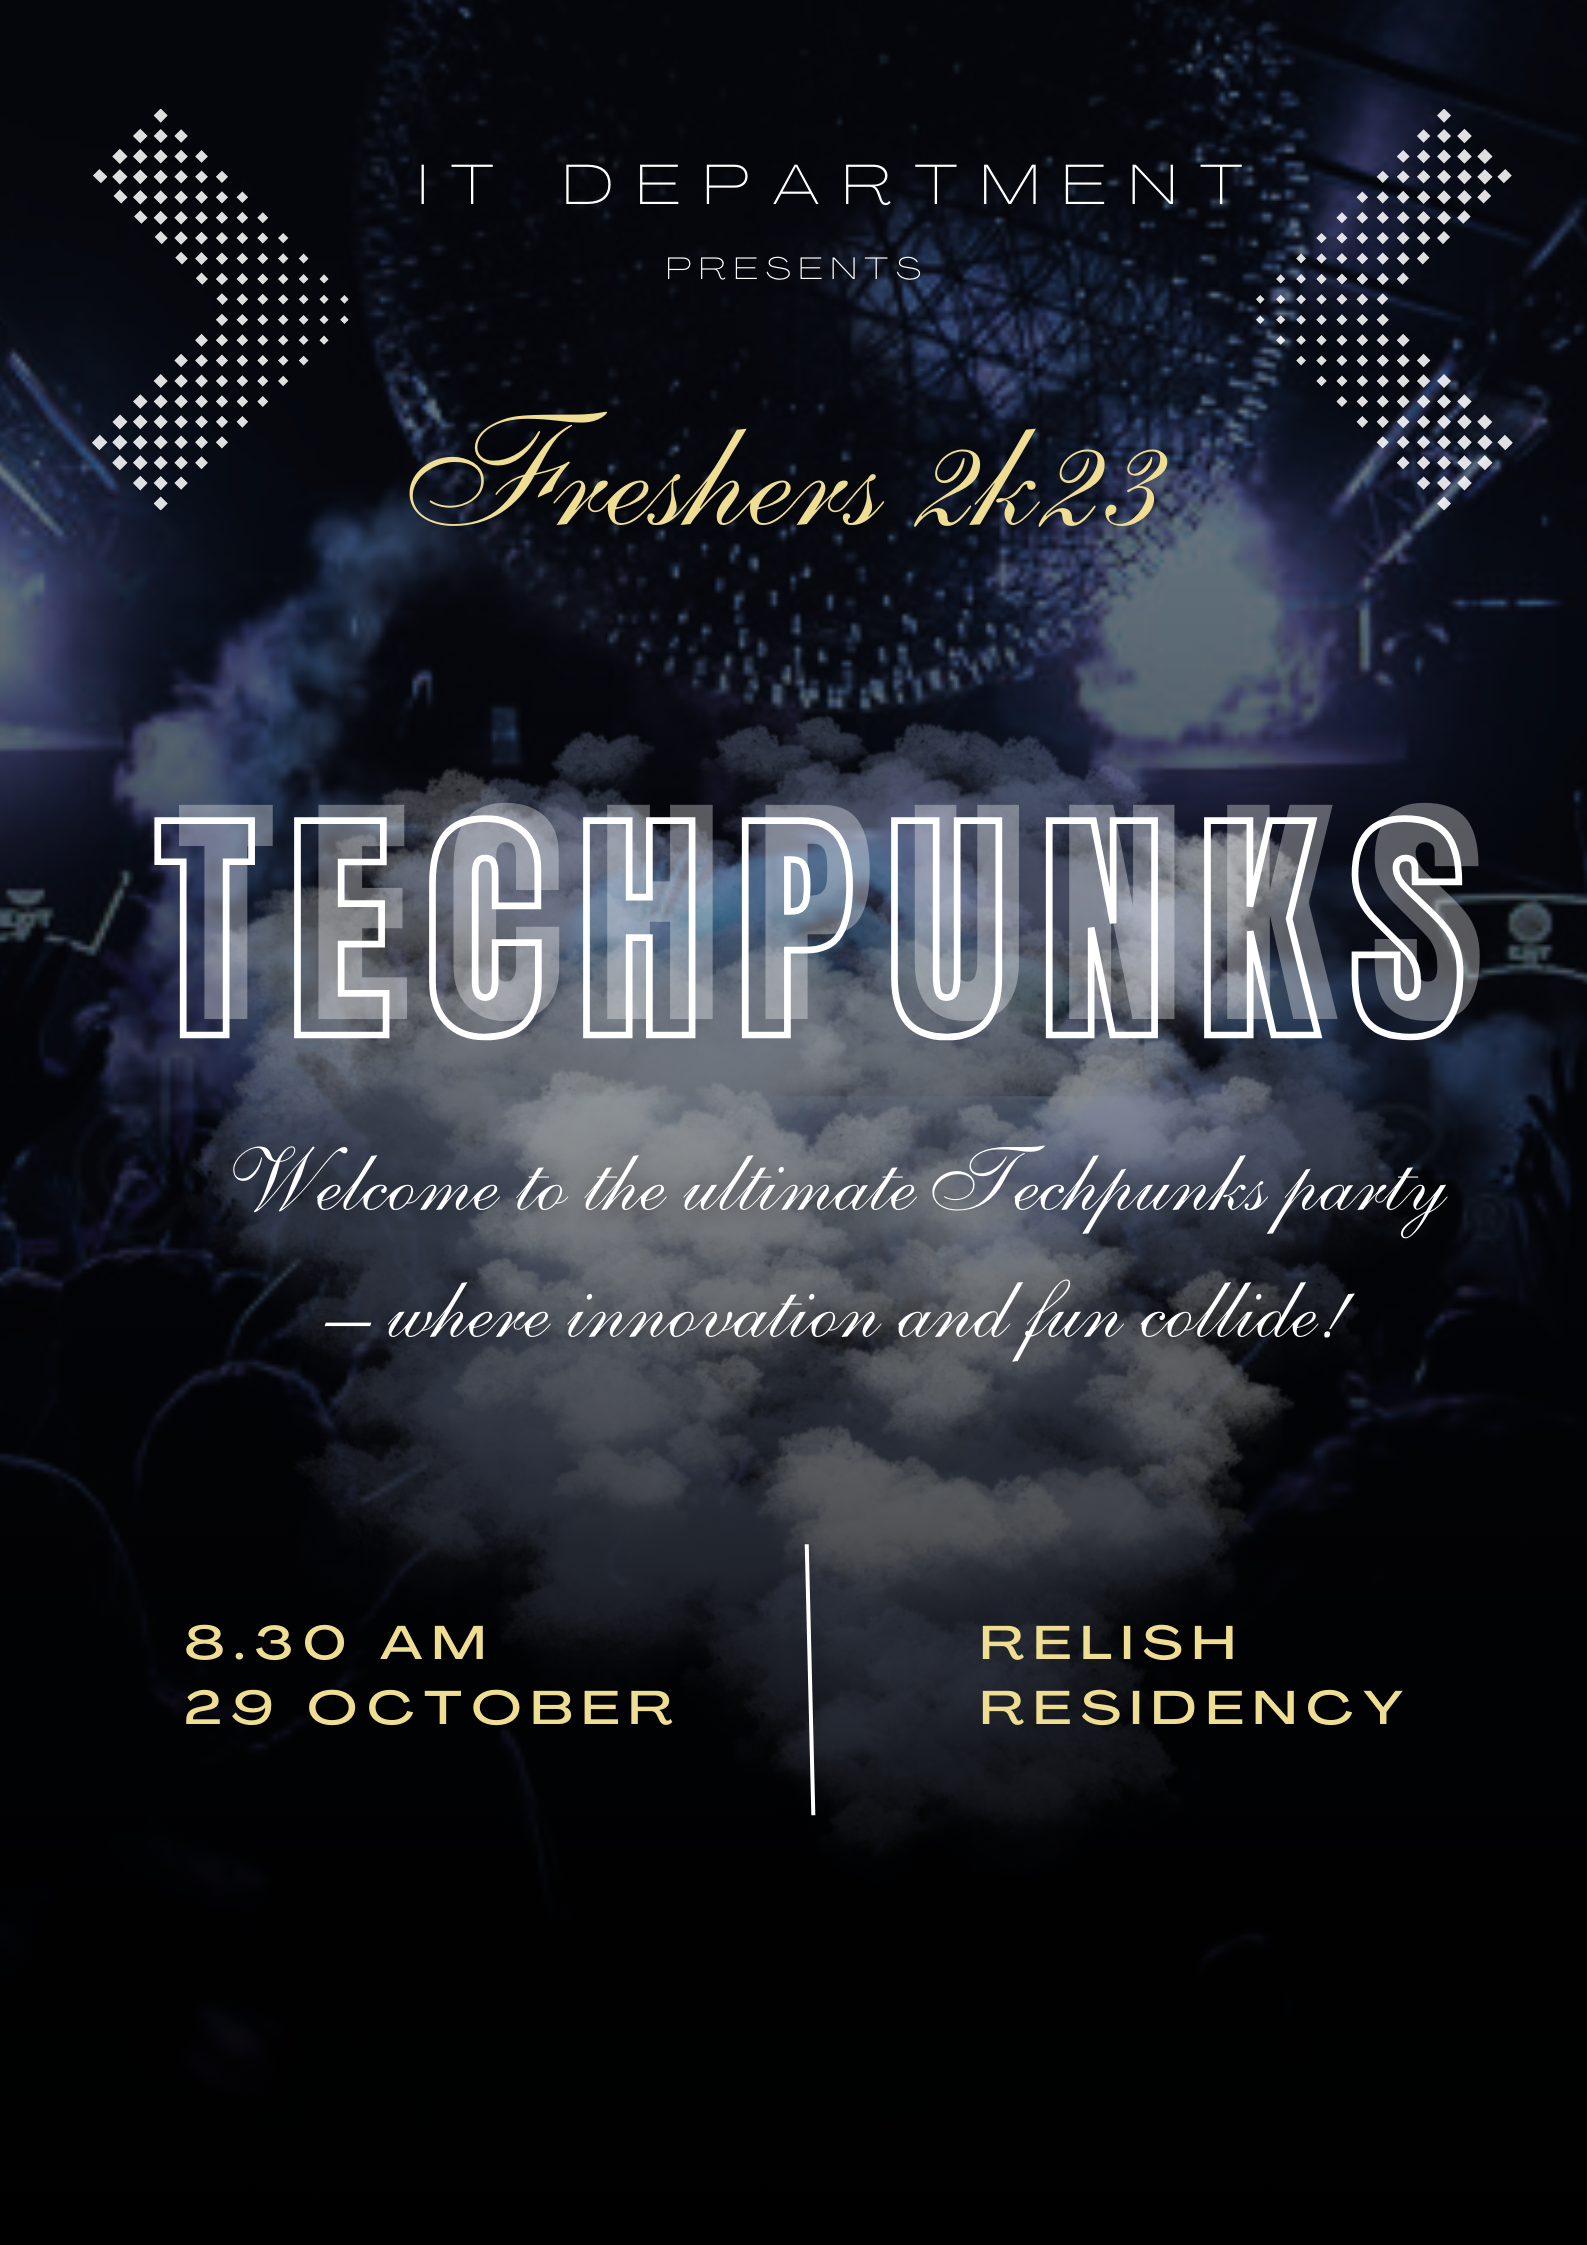 IT DEPARTMENT
PRESENTS
Freshers 2k23
TECHPUNKS
Welcome to the ultimate Techpunks party
– where innovation and fun collide!
8.30 AM
29 OCTOBER
RELISH
RESIDENCY